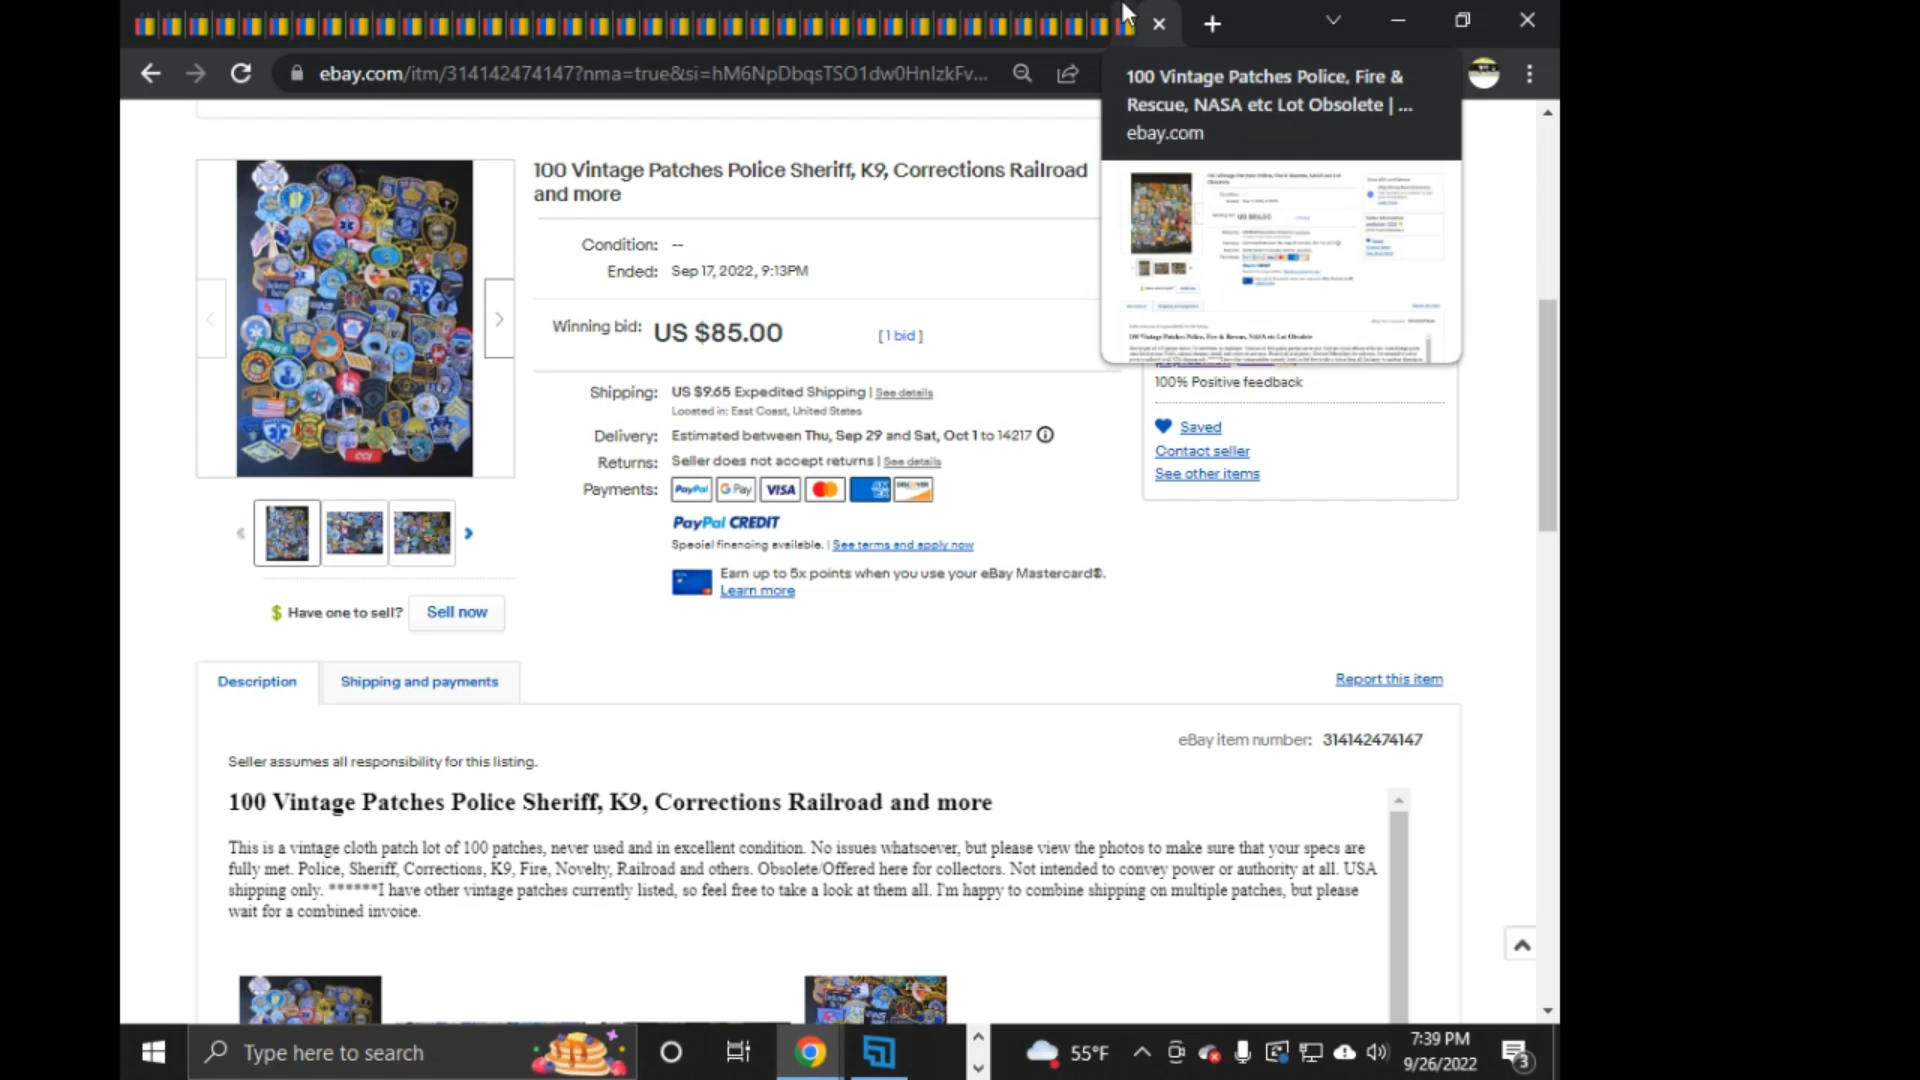 ebay.com/itm/314142474147?nma=true&si=hM6NpDbqsTSO1dw0HnIzkFv...
100 Vintage Patches Police, Fire &
Rescue, NASA etc Lot Obsolete | ...
ebay.com
100 Vintage Patches Police Sheriff, K9, Corrections Railroad
and more
Condition: --
Ended: Sep 17, 2022, 9:13PM
Winning bid: US $85.00 [ 1 bid ]
Shipping: US $9.65 Expedited Shipping | See details
Located in: East Coast, United States
Delivery: Estimated between Thu, Sep 29 and Sat, Oct 1 to 14217
Returns: Seller does not accept returns | See details
Payments: PayPal G Pay VISA AM EX DISCOVER
PayPal CREDIT
Special financing available. | See terms and apply now
Earn up to 5x points when you use your eBay Mastercard®.
Learn more
100% Positive feedback
Saved
Contact seller
See other items
$ Have one to sell? Sell now
Description
Shipping and payments
Report this item
eBay item number: 314142474147
Seller assumes all responsibility for this listing.
100 Vintage Patches Police Sheriff, K9, Corrections Railroad and more
This is a vintage cloth patch lot of 100 patches, never used and in excellent condition. No issues whatsoever, but please view the photos to make sure that your specs are
fully met. Police, Sheriff, Corrections, K9, Fire, Novelty, Railroad and others. Obsolete/Offered here for collectors. Not intended to convey power or authority at all. USA
shipping only. ******I have other vintage patches currently listed, so feel free to take a look at them all. I'm happy to combine shipping on multiple patches, but please
wait for a combined invoice.
Type here to search
55°F
7:39 PM
9/26/2022
3